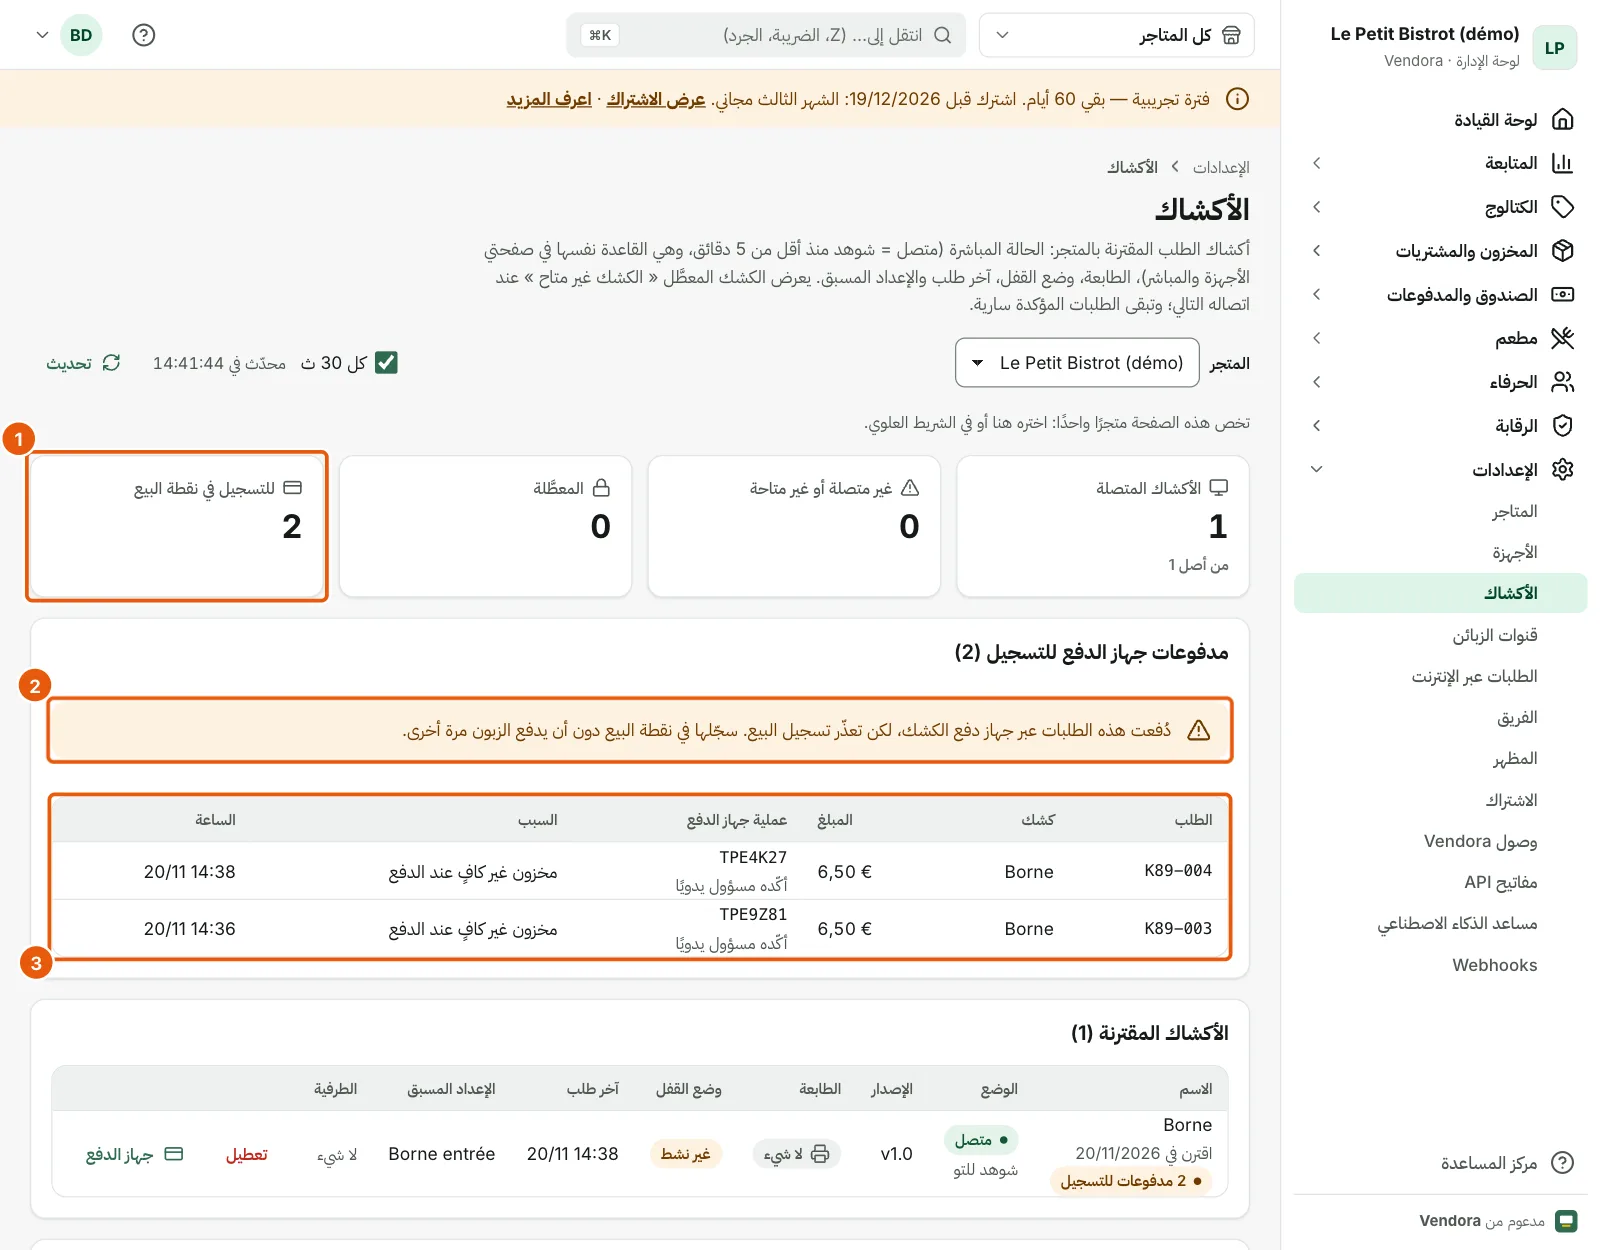 LP
Le Petit Bistrot (démo)
لوحة الإدارة · Vendora
لوحة القيادة
المتابعة
الكتالوج
المخزون والمشتريات
الصندوق والمدفوعات
مطعم
الحرفاء
الرقابة
الإعدادات
المتاجر
الأجهزة
الأكشاك
قنوات الزبائن
الطلبات عبر الإنترنت
الفريق
المظهر
الاشتراك
وصول Vendora
مفاتيح API
مساعد الذكاء الاصطناعي
Webhooks
مركز المساعدة
مدعوم من Vendora
كل المتاجر
انتقل إلى... (Z، الضريبة، الجرد)
⌘K
BD
فترة تجريبية — بقي 60 أيام. اشترك قبل 19/12/2026: الشهر الثالث مجاني. عرض الاشتراك · اعرف المزيد
الإعدادات
الأكشاك
الأكشاك
أكشاك الطلب المقترنة بالمتجر: الحالة المباشرة (متصل = شوهد منذ أقل من 5 دقائق، وهي القاعدة نفسها في صفحتي
الأجهزة والمباشر)، الطابعة، وضع القفل، آخر طلب والإعداد المسبق. يعرض الكشك المعطَّل « الكشك غير متاح » عند
اتصاله التالي؛ وتبقى الطلبات المؤكدة سارية.
المتجر
Le Petit Bistrot (démo)
كل 30 ث
محدّث في 14:41:44
تحديث
تخص هذه الصفحة متجرًا واحدًا: اختره هنا أو في الشريط العلوي.
الأكشاك المتصلة
1
من أصل 1
غير متصلة أو غير متاحة
0
المعطَّلة
0
1
للتسجيل في نقطة البيع
2
مدفوعات جهاز الدفع للتسجيل (2)
2
دُفعت هذه الطلبات عبر جهاز دفع الكشك، لكن تعذّر تسجيل البيع. سجّلها في نقطة البيع دون أن يدفع الزبون مرة أخرى.
الطلب
كشك
المبلغ
عملية جهاز الدفع
السبب
الساعة
K89-004
Borne
6,50 €
TPE4K27
أكّده مسؤول يدويًا
مخزون غير كافٍ عند الدفع
20/11 14:38
K89-003
Borne
6,50 €
TPE9Z81
أكّده مسؤول يدويًا
مخزون غير كافٍ عند الدفع
20/11 14:36
3
الأكشاك المقترنة (1)
الاسم
الوضع
الإصدار
الطابعة
وضع القفل
آخر طلب
الإعداد المسبق
الطرفية
Borne
اقترن في 20/11/2026
2 مدفوعات للتسجيل
متصل
شوهد للتو
v1.0
لا شيء
غير نشط
20/11 14:38
Borne entrée
لا شيء
تعطيل
جهاز الدفع